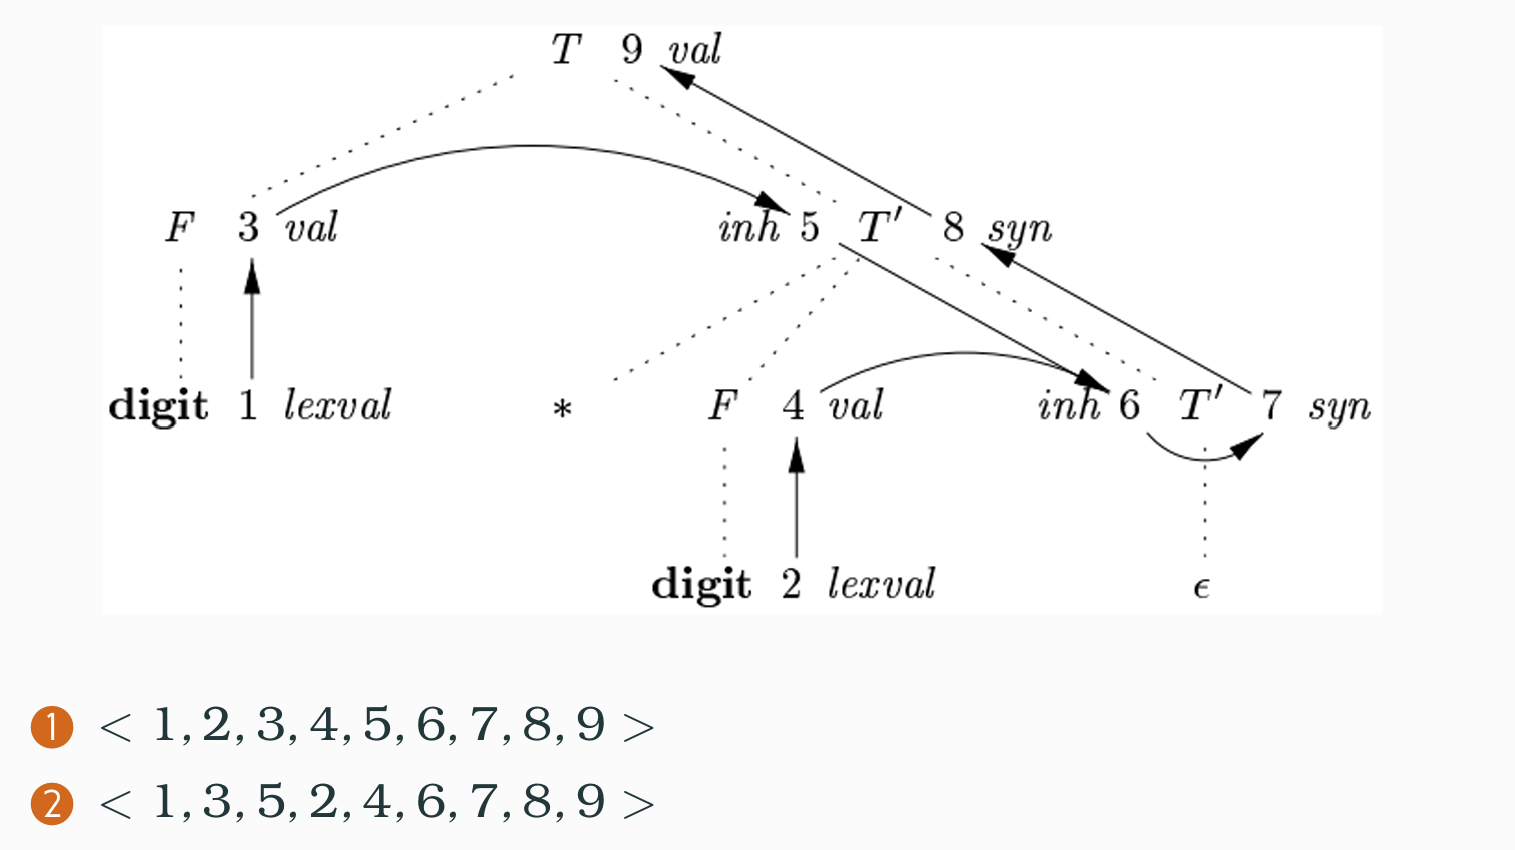 T 9 val
F 3 val inh 5 T′ 8 syn
digit 1 lexval * F 4 val inh 6 T′ 7 syn
digit 2 lexval ϵ
1 < 1, 2, 3, 4, 5, 6, 7, 8, 9 >
2 < 1, 3, 5, 2, 4, 6, 7, 8, 9 >